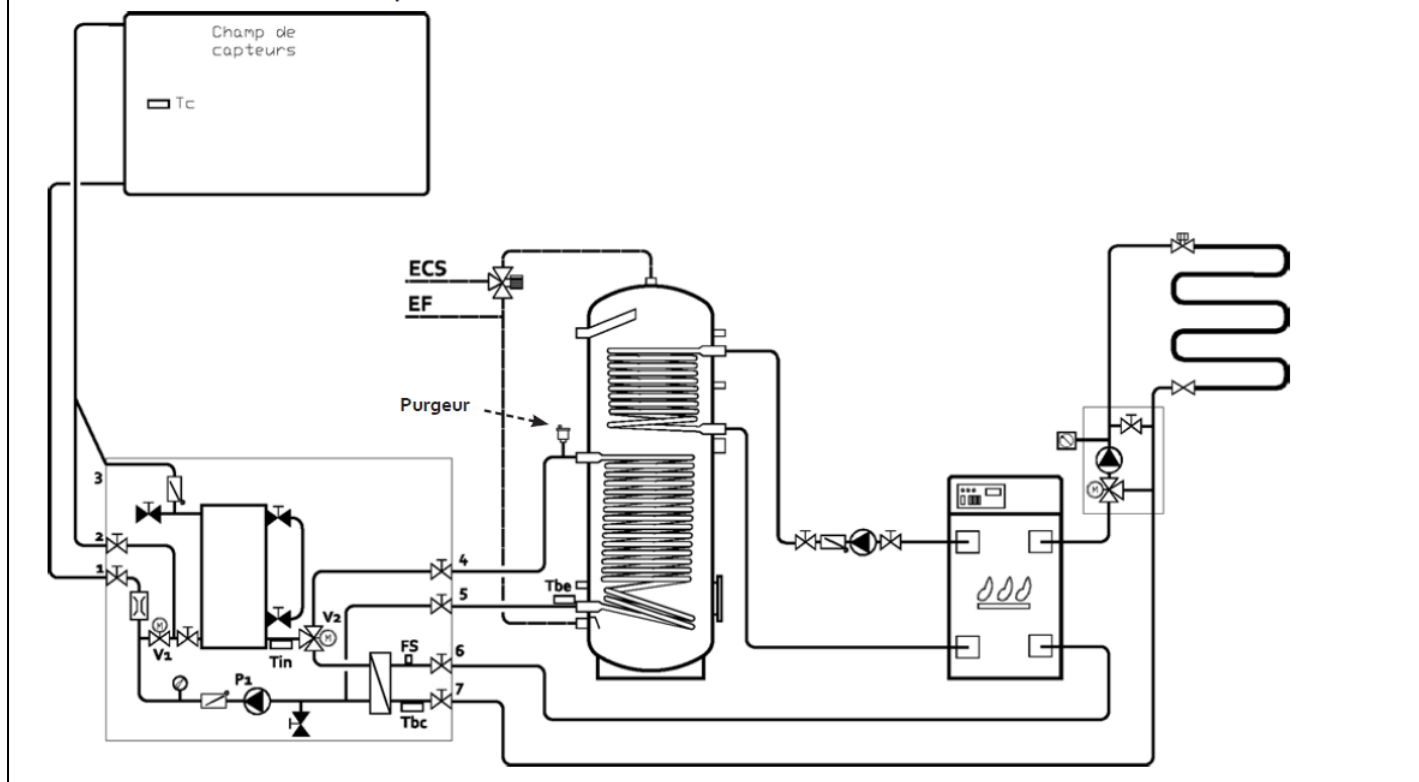 Champ de
capteurs
Tc
ECS
EF
Purgeur
3
2
1
4
5
6
7
Tbe
V2
M
M
V1
Tin
FS
P1
Tbc
M